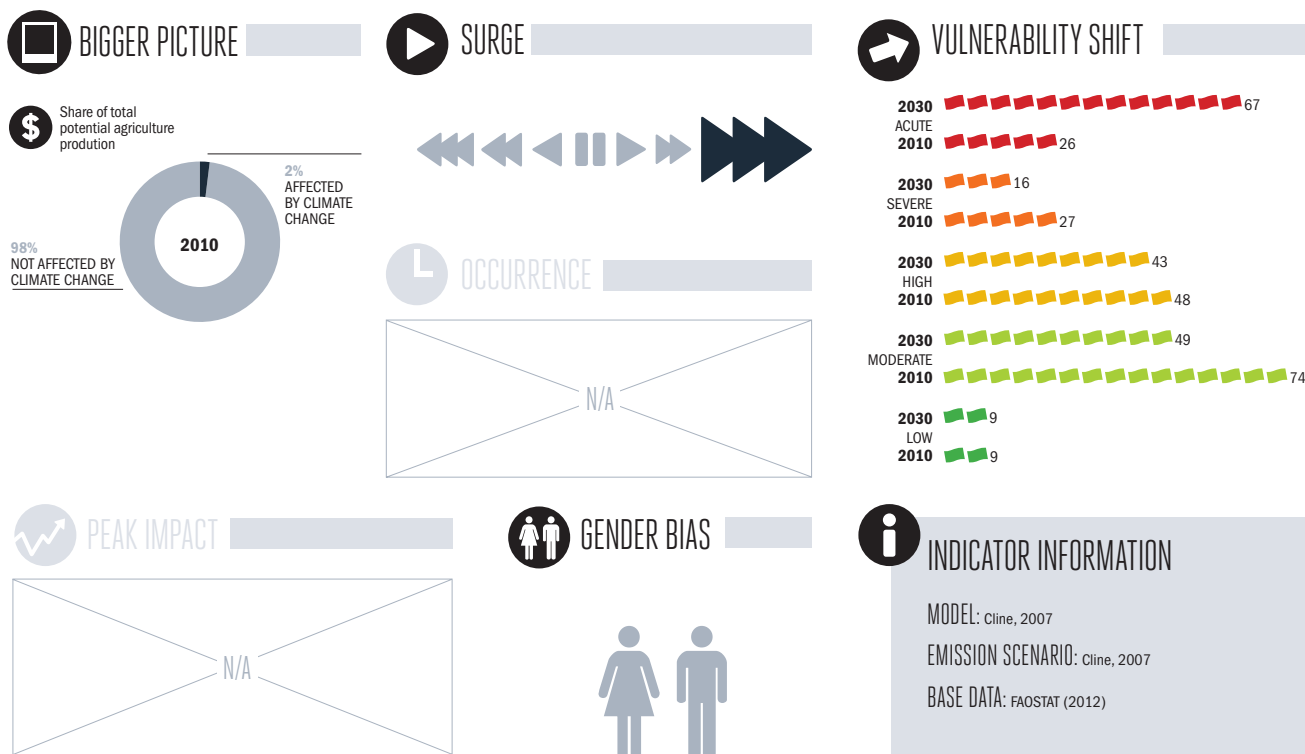 BIGGER PICTURE
$
Share of total
potential agriculture
prodution
2%
AFFECTED
BY CLIMATE
CHANGE
2010
98%
NOT AFFECTED BY
CLIMATE CHANGE
SURGE
OCCURRENCE
N/A
VULNERABILITY SHIFT
2030 67
ACUTE
2010 26
2030 16
SEVERE
2010 27
2030 43
HIGH
2010 48
2030 49
MODERATE
2010 74
2030 9
LOW
2010 9
PEAK IMPACT
N/A
GENDER BIAS
INDICATOR INFORMATION
MODEL: Cline, 2007
EMISSION SCENARIO: Cline, 2007
BASE DATA: FAOSTAT (2012)